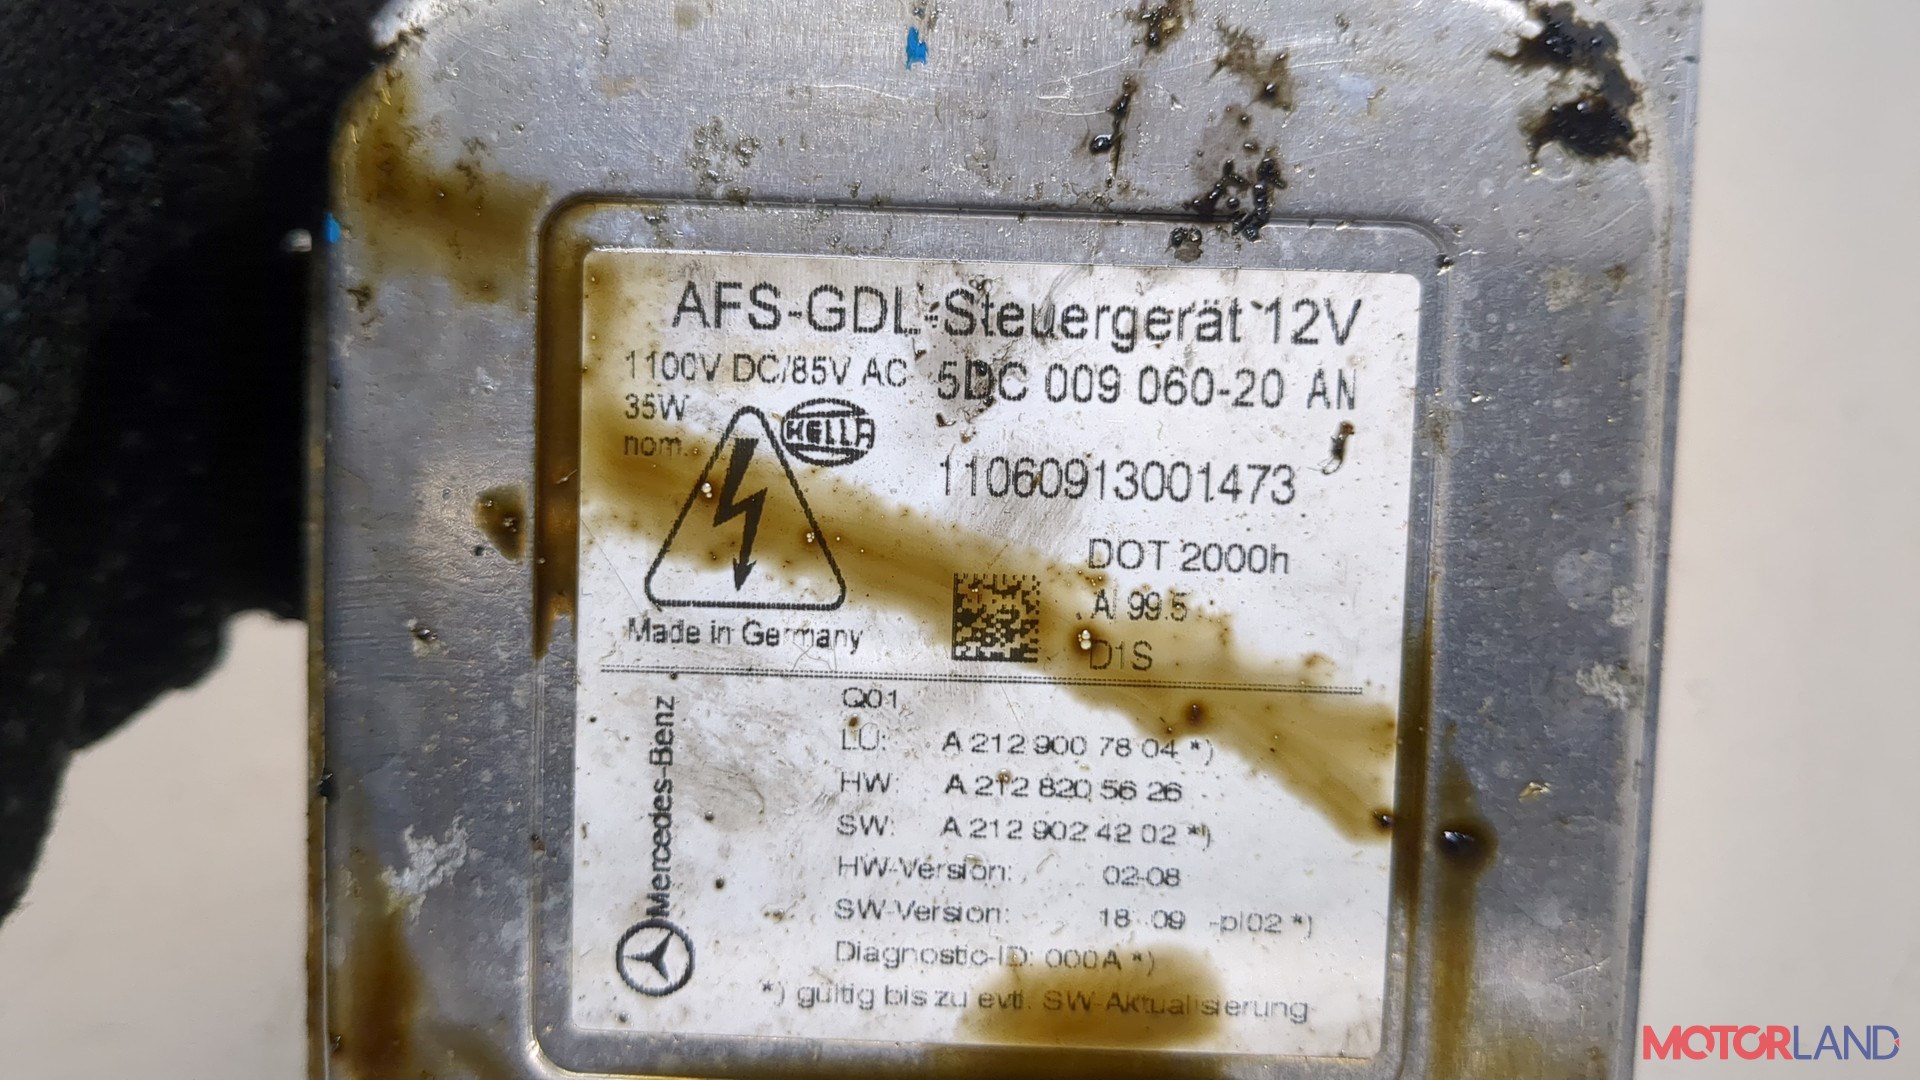 AFS-GDL-Steuergerät 12V
1100V DC/85V AC
5DC 009 060-20 AN
35W
nom.
HELLA
11060913001473
DOT 2000h
Al 99.5
D1S
Made in Germany
Mercedes-Benz
Q01
LU: A 212 900 78 04 *)
HW: A 212 820 56 26
SW: A 212 902 42 02 *)
HW-Version: 02-08
SW-Version: 18 09 -pl02 *)
Diagnostic-ID: 000A *)
*) gültig bis zu evtl. SW-Aktualisierung
MOTORLAND